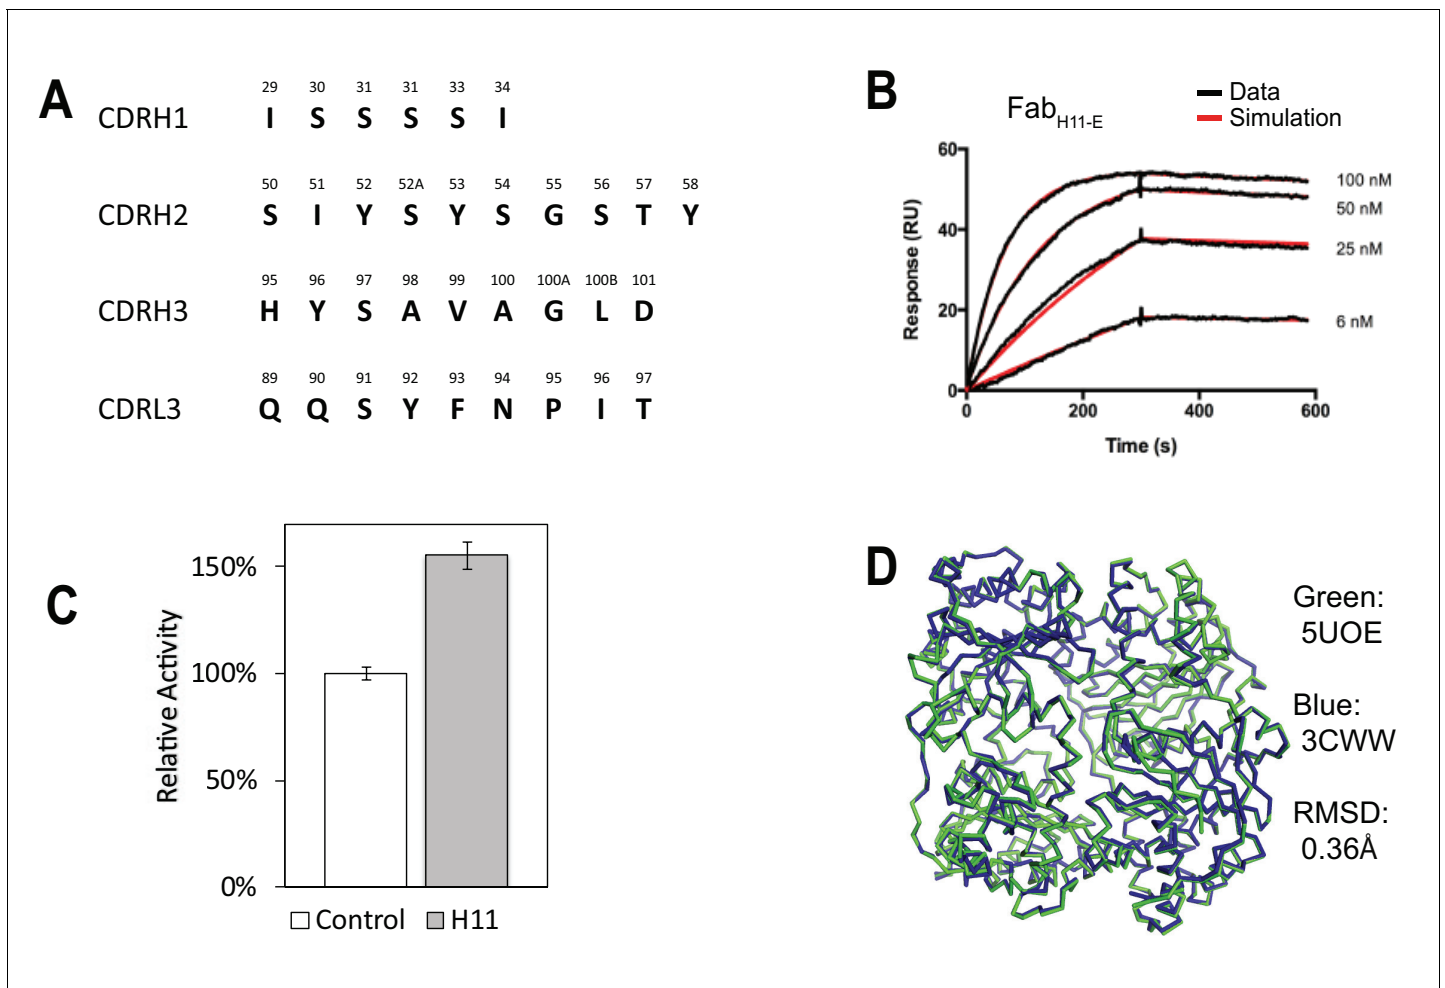 A
29 30 31 31 33 34
CDRH1 I S S S S I
50 51 52 52A 53 54 55 56 57 58
CDRH2 S I Y S Y S G S T Y
95 96 97 98 99 100 100A 100B 101
CDRH3 H Y S A V A G L D
89 90 91 92 93 94 95 96 97
CDRL3 Q Q S Y F N P I T
B
Fab H11-E
Data
Simulation
60
40
20
0
Response (RU)
100 nM
50 nM
25 nM
6 nM
0 200 400 600
Time (s)
C
150%
100%
50%
0%
Relative Activity
Control H11
D
Green:
5UOE
Blue:
3CWW
RMSD:
0.36Å